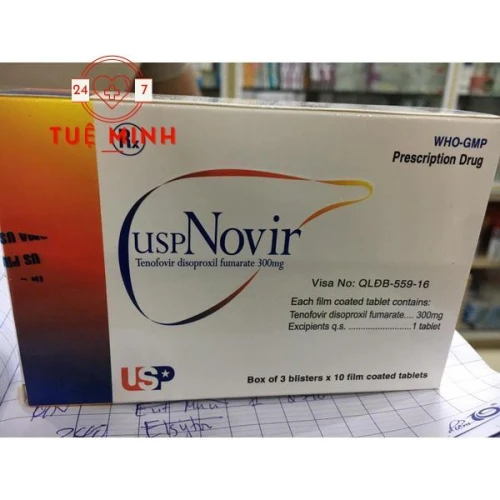 24 7
TUỆ MINH
Rx
WHO-GMP
Prescription Drug
USPNovir
Tenofovir disoproxil fumarate 300mg
Visa No: QLĐB-559-16
Each film coated tablet contains:
Tenofovir disoproxil fumarate.... 300mg
Excipients q.s. ........................1 tablet
USP
Box of 3 blisters x 10 film coated tablets